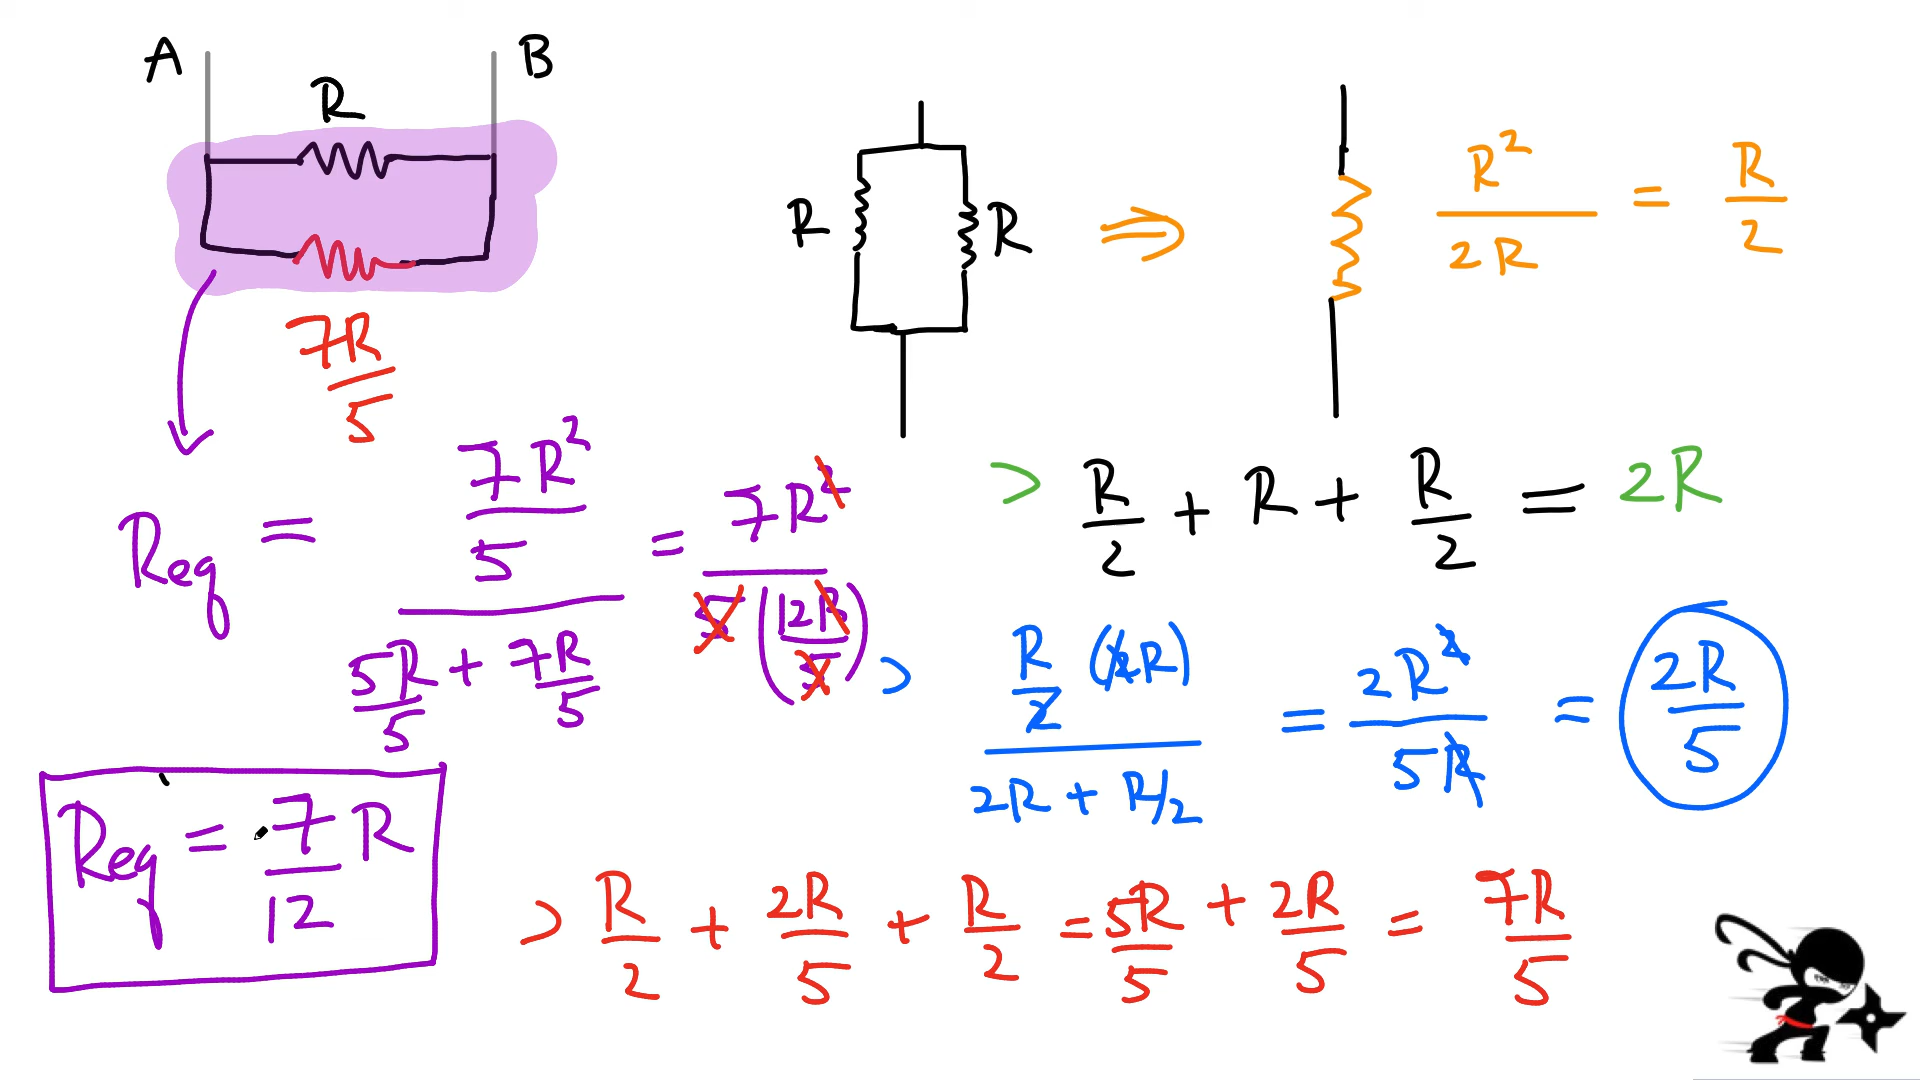 A B
R
7R/5
R R ⇒ R²/2R = R/2
> R/2 + R + R/2 = 2R
Req = (7R²/5)/(5R/5 + 7R/5) = 7R²/(5(12R/5))
> (R/2 (2R))/(2R + R/2) = 2R²/5R = 2R/5
Req = 7/12 R
> R/2 + 2R/5 + R/2 = 5R/5 + 2R/5 = 7R/5